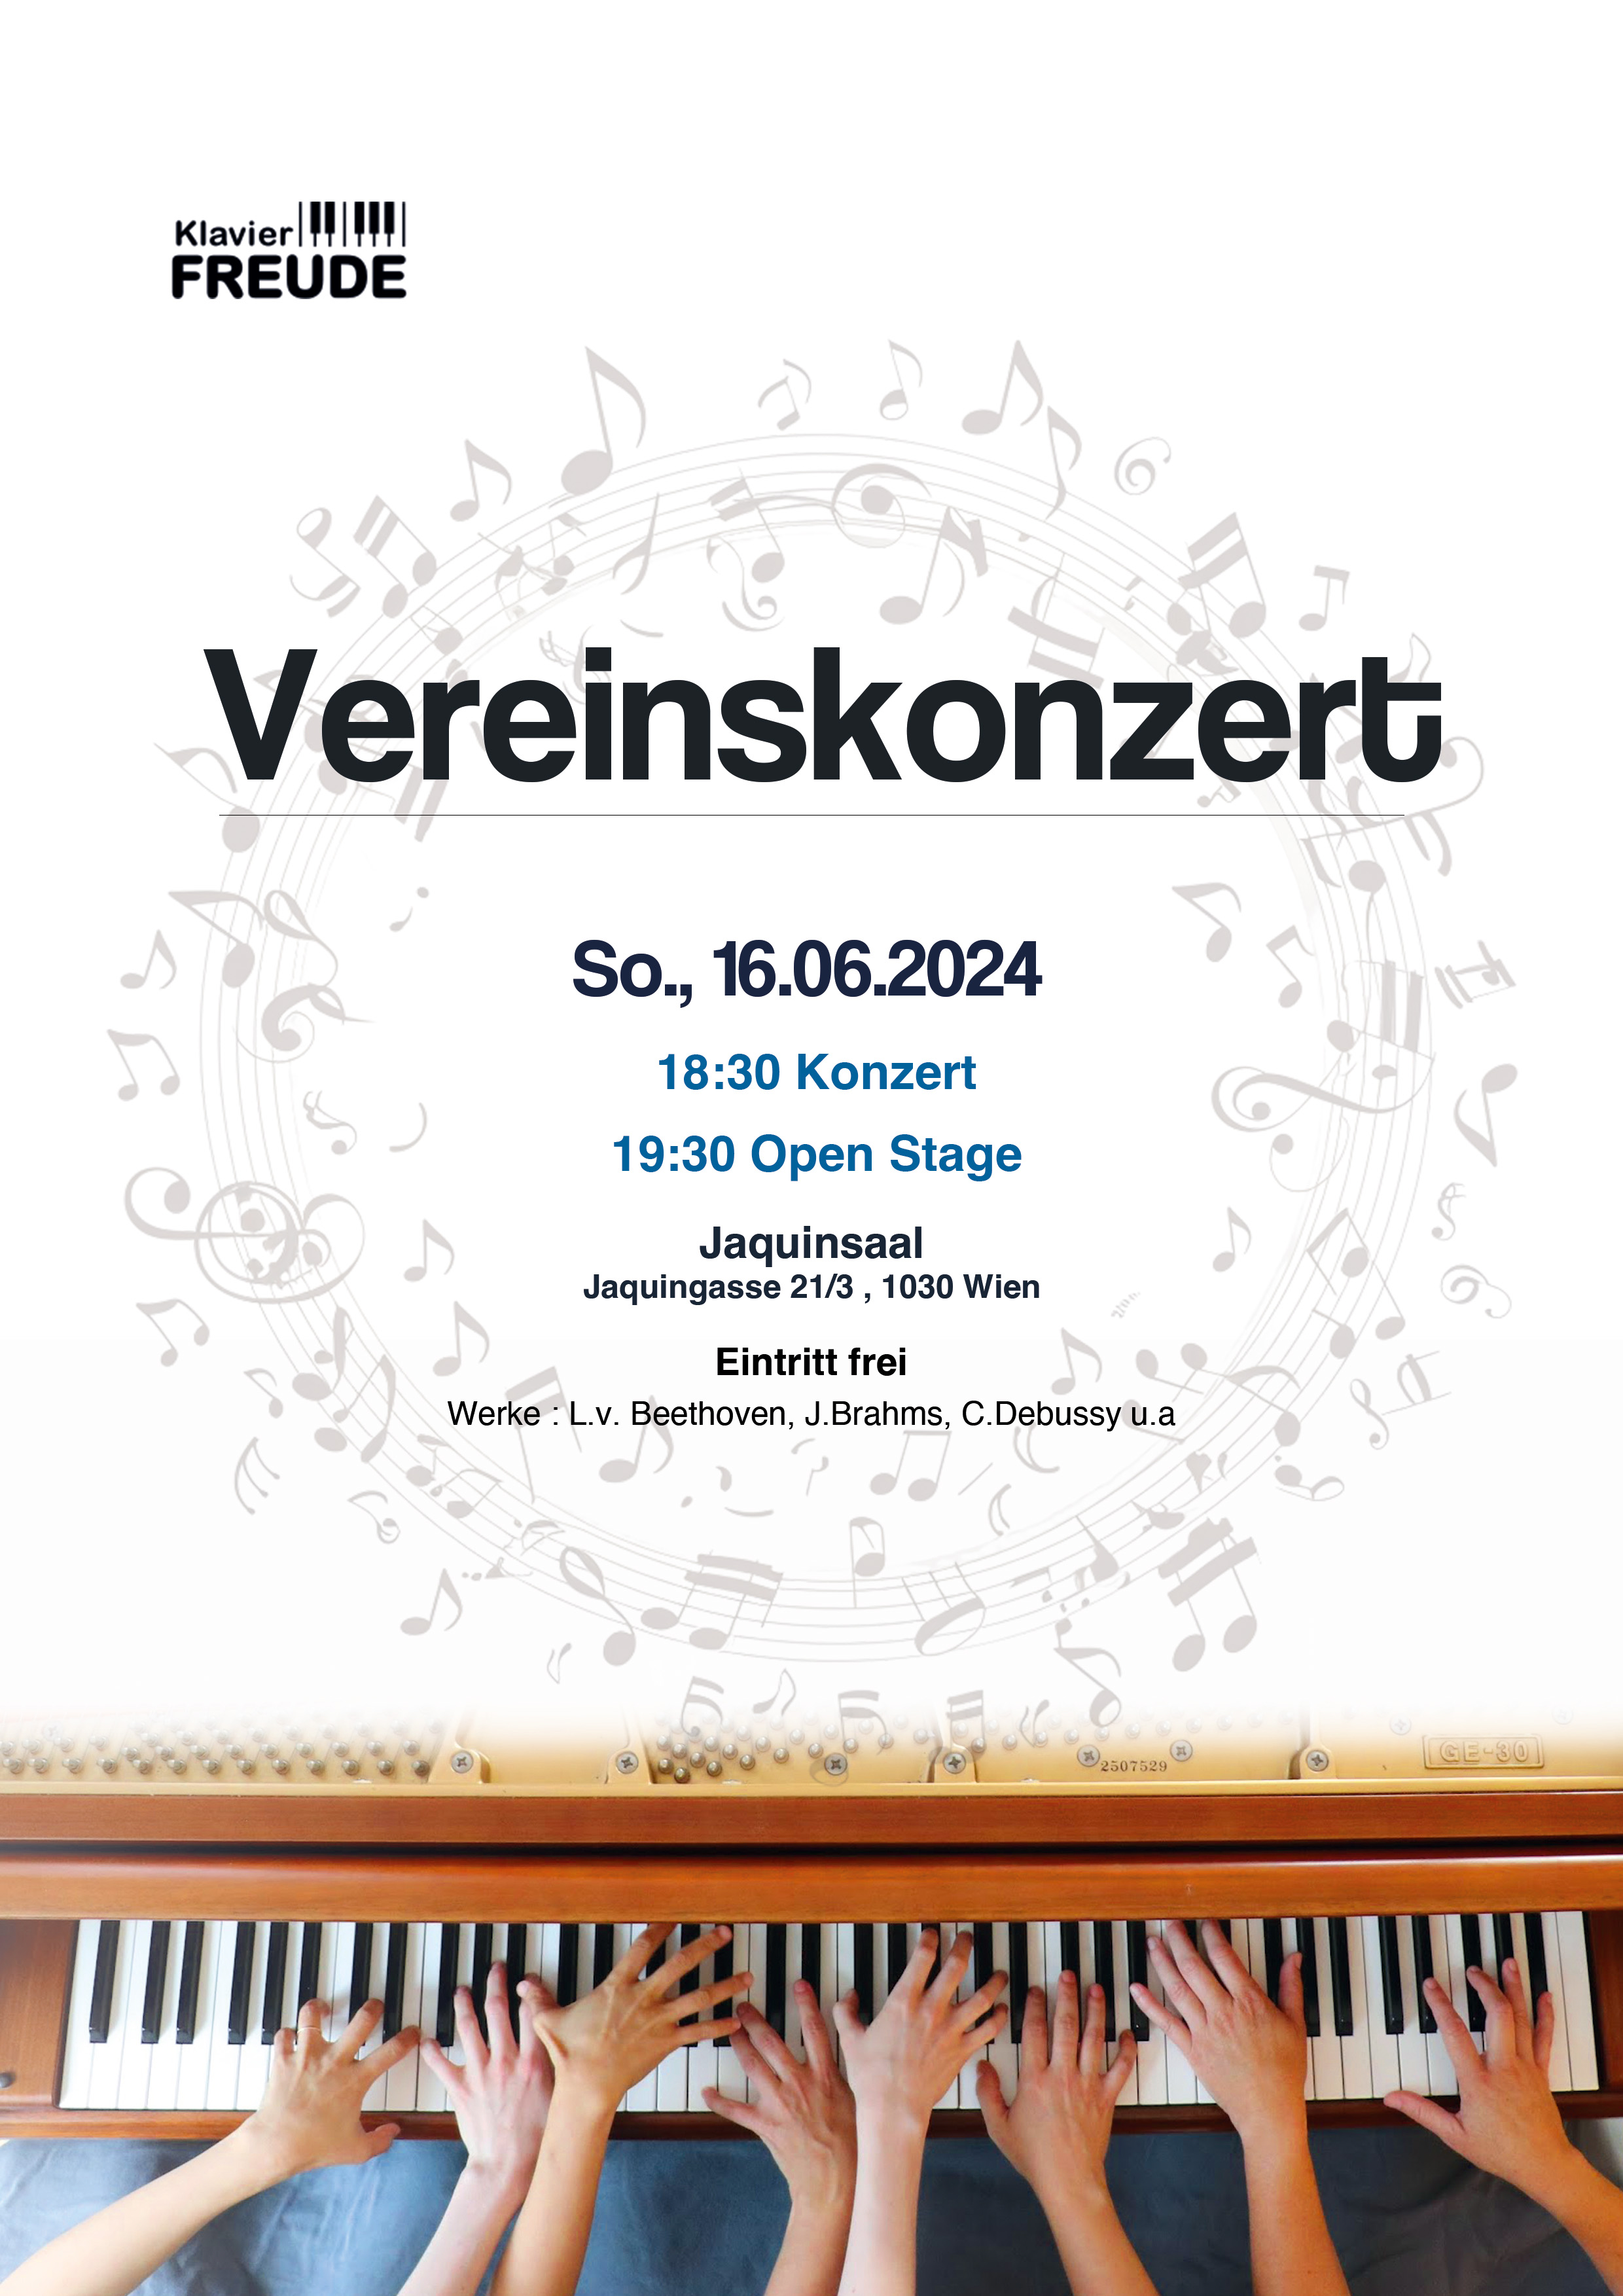 Klavier
FREUDE
Vereinskonzert
So., 16.06.2024
18:30 Konzert
19:30 Open Stage
Jaquinsaal
Jaquingasse 21/3 , 1030 Wien
Eintritt frei
Werke : L.v. Beethoven, J.Brahms, C.Debussy u.a
2507529
GE-30